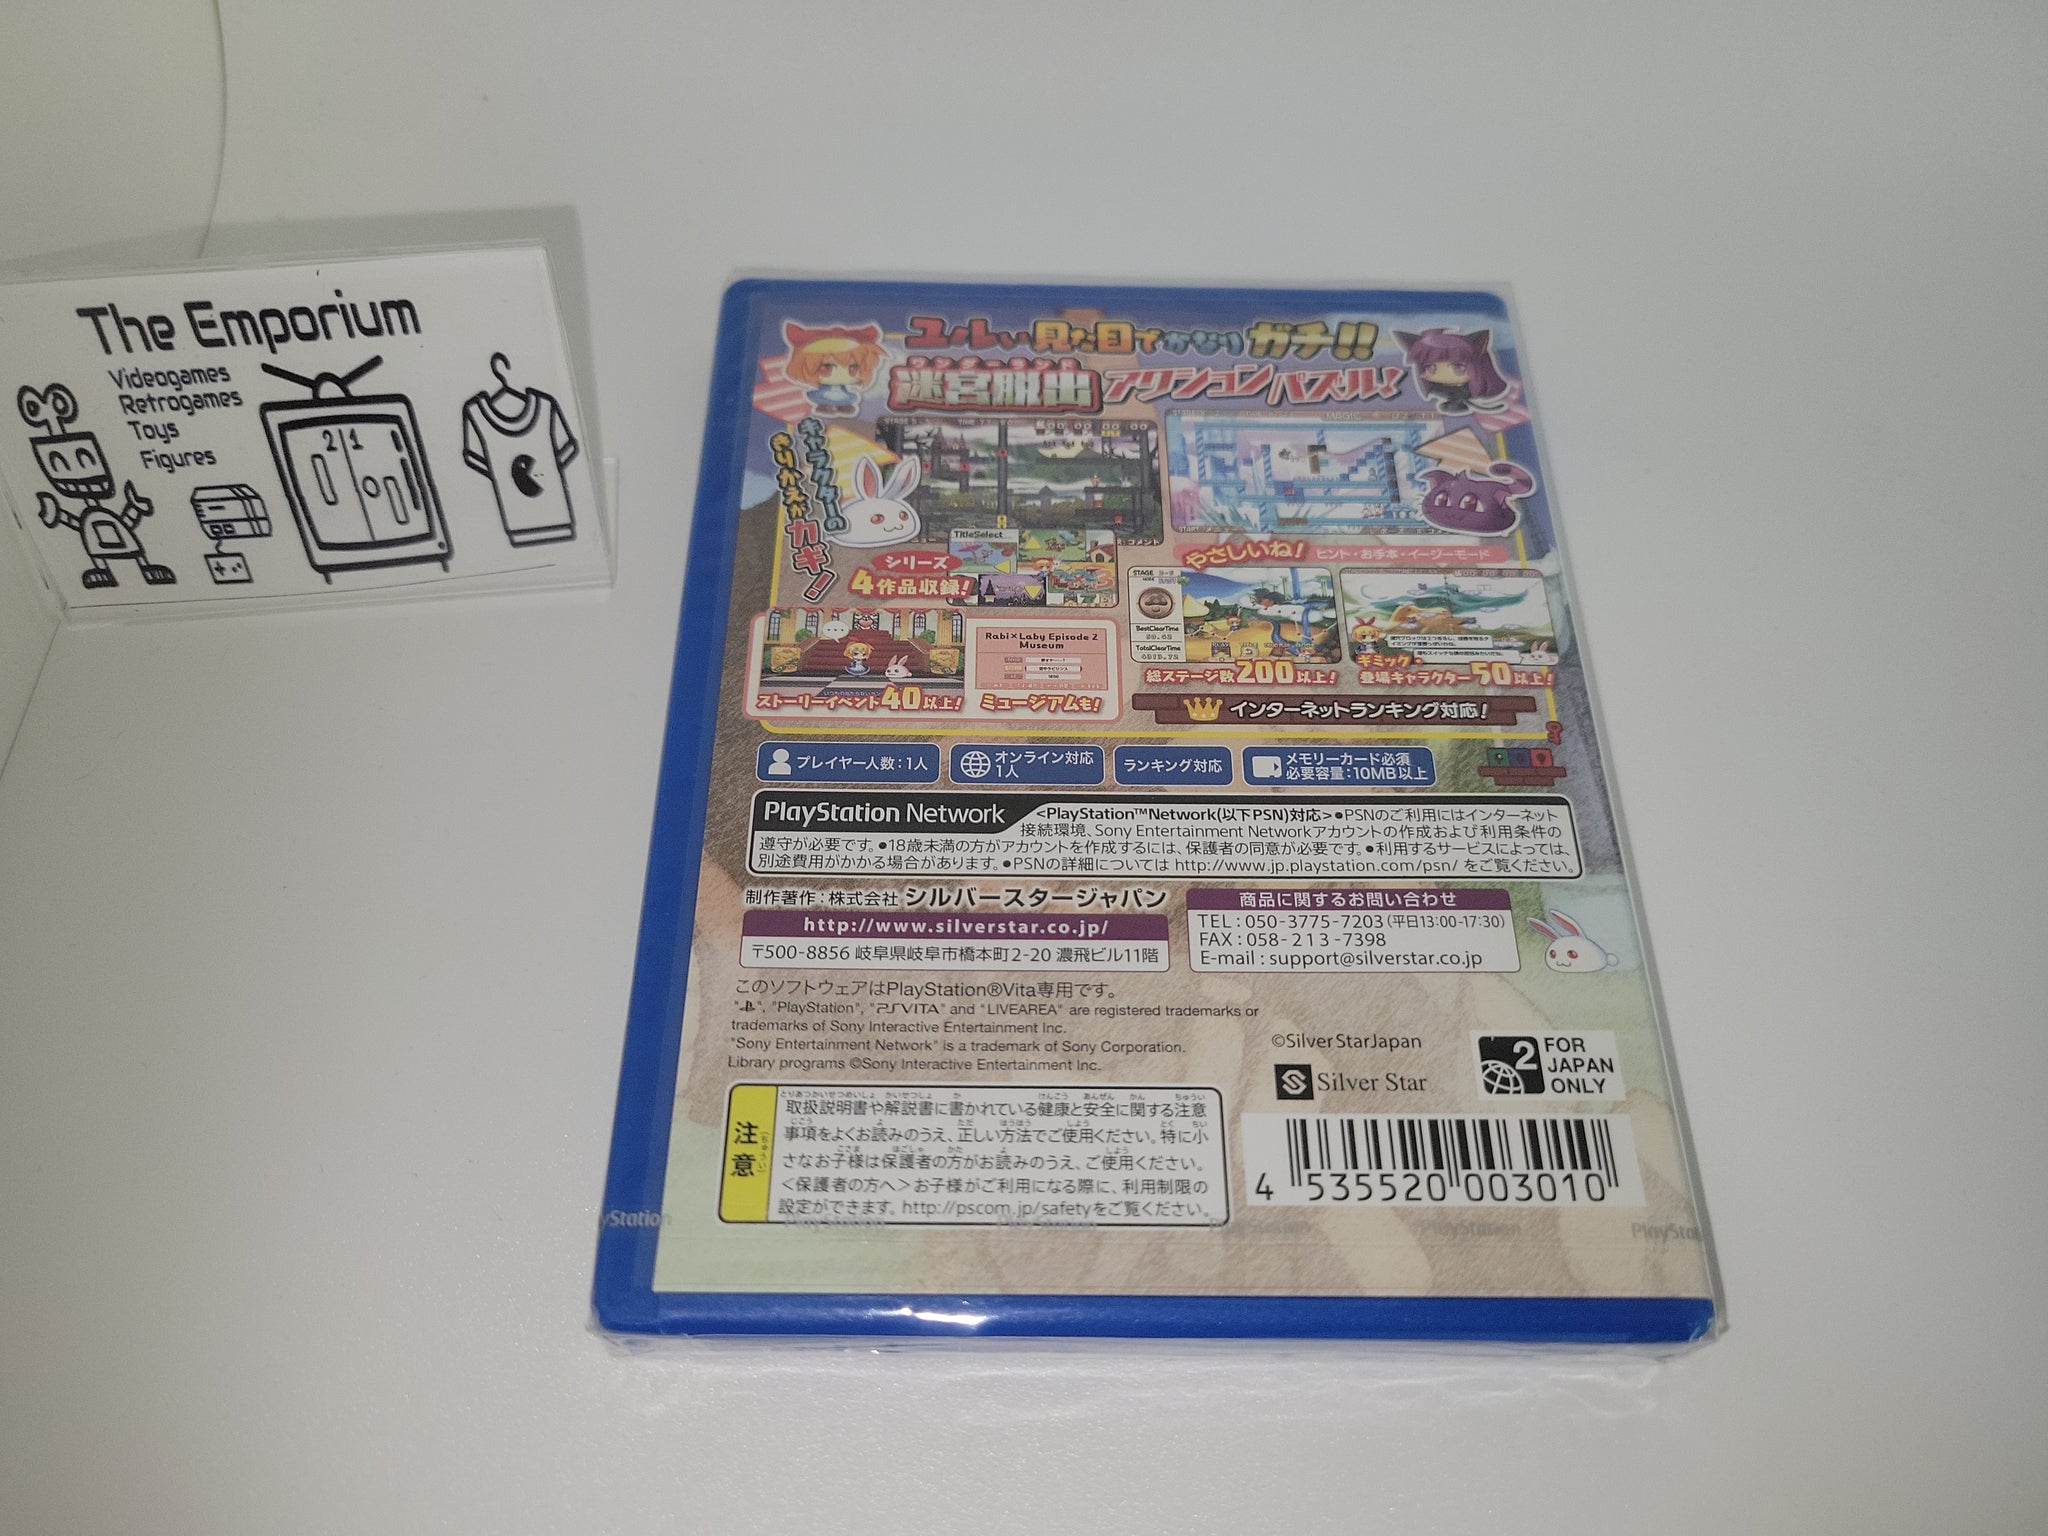 The Emporium
Videogames
Retrogames
Toys
Figures
21
ユルい見た目でかなりガチ!!
ワンダーランド
迷宮脱出アクションパズル!
キャラクターの
きりかえが
カギ!
MAGIC
TitleSelect
シリーズ
4作品収録!
やさしいね!
ヒント・お手本・イージーモード
STAGE
BestClearTime
TotalClearTime
Rabi×Laby Episode 2
Museum
総ステージ数200以上!
ギミック・
登場キャラクター50以上!
ストーリーイベント40以上!
ミュージアムも!
インターネットランキング対応!
プレイヤー人数:1人
オンライン対応
1人
ランキング対応
メモリーカード必須
必要容量:10MB以上
PlayStation Network
<PlayStation™Network(以下PSN)対応>●PSNのご利用にはインターネット
接続環境、Sony Entertainment Networkアカウントの作成および利用条件の
遵守が必要です。●18歳未満の方がアカウントを作成するには、保護者の同意が必要です。●利用するサービスによっては、
別途費用がかかる場合があります。●PSNの詳細については http://www.jp.playstation.com/psn/ をご覧ください。
制作著作:株式会社 シルバースタージャパン
http://www.silverstar.co.jp/
〒500-8856 岐阜県岐阜市橋本町2-20 濃飛ビル11階
商品に関するお問い合わせ
TEL:050-3775-7203(平日13:00-17:30)
FAX:058-213-7398
E-mail:support@silverstar.co.jp
このソフトウェアはPlayStation®Vita専用です。
"", "PlayStation", "PSVITA" and "LIVEAREA" are registered trademarks or
trademarks of Sony Interactive Entertainment Inc.
"Sony Entertainment Network" is a trademark of Sony Corporation.
Library programs ©Sony Interactive Entertainment Inc.
©SilverStarJapan
Silver Star
2
FOR
JAPAN
ONLY
注意
ちゅうい
取扱説明書や解説書に書かれている健康と安全に関する注意
事項をよくお読みのうえ、正しい方法でご使用ください。特に小
さなお子様は保護者の方がお読みのうえ、ご使用ください。
<保護者の方へ>お子様がご利用になる際に、利用制限の
設定ができます。http://pscom.jp/safetyをご覧ください。
4 535520 003010
PlayStation PlayStation PlayStation PlayStation